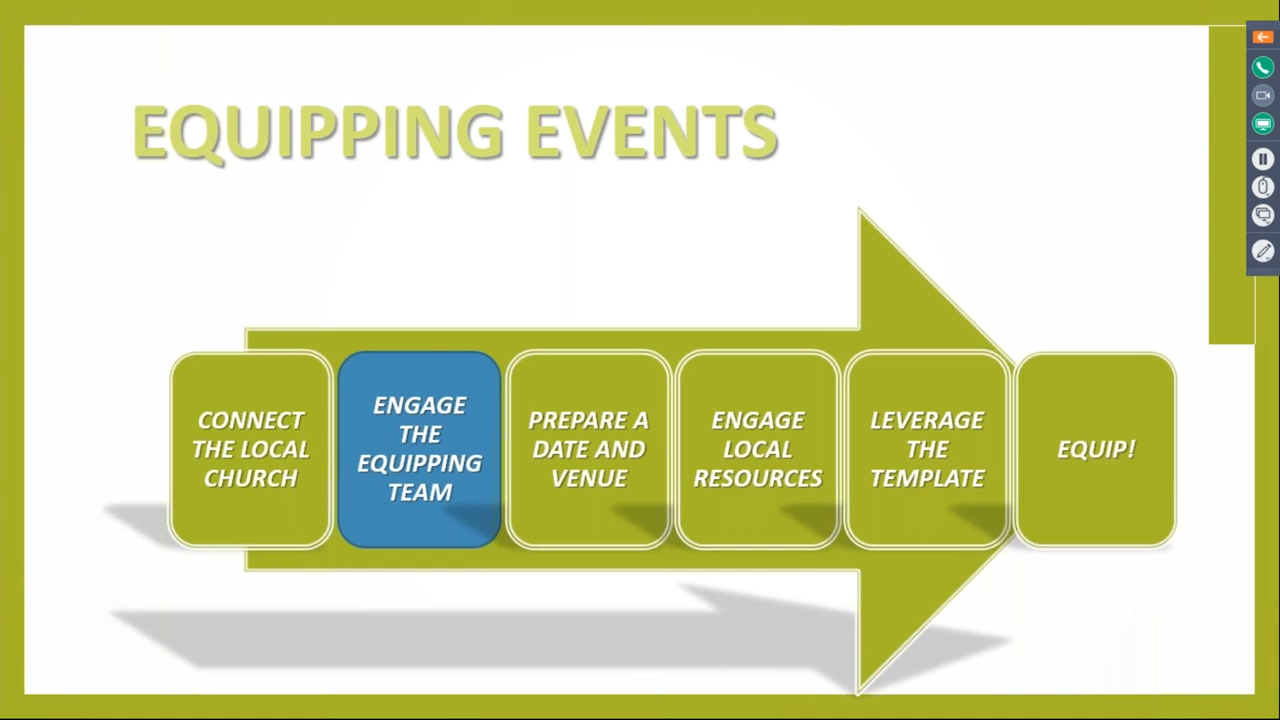 EQUIPPING EVENTS
CONNECT
THE LOCAL
CHURCH
ENGAGE
THE
EQUIPPING
TEAM
PREPARE A
DATE AND
VENUE
ENGAGE
LOCAL
RESOURCES
LEVERAGE
THE
TEMPLATE
EQUIP!